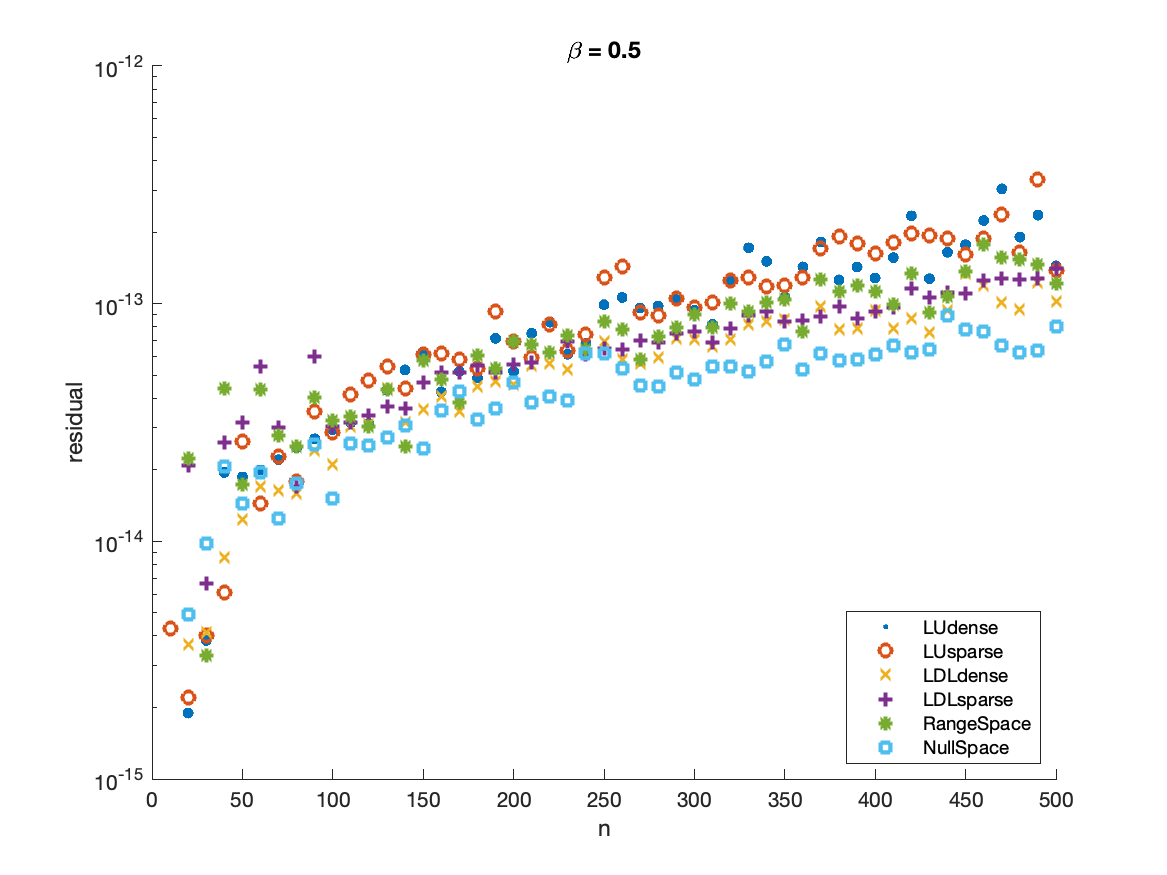 β = 0.5
10^-12
10^-13
10^-14
10^-15
residual
0 50 100 150 200 250 300 350 400 450 500
n
LUdense
LUsparse
LDLdense
LDLsparse
RangeSpace
NullSpace